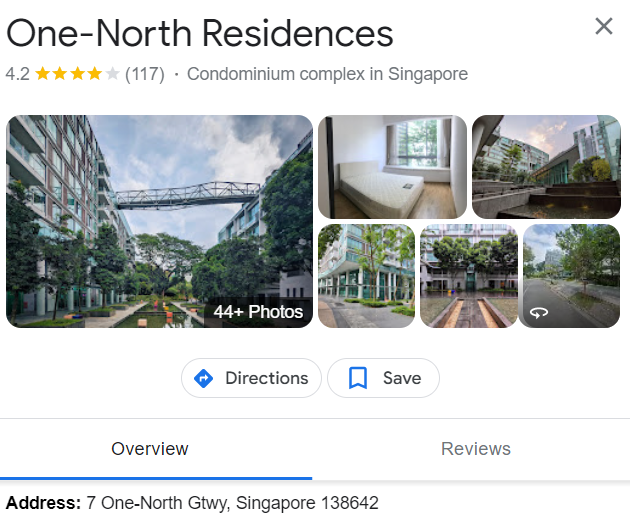 One-North Residences
4.2 (117) · Condominium complex in Singapore
44+ Photos
Directions Save
Overview Reviews
Address: 7 One-North Gtwy, Singapore 138642